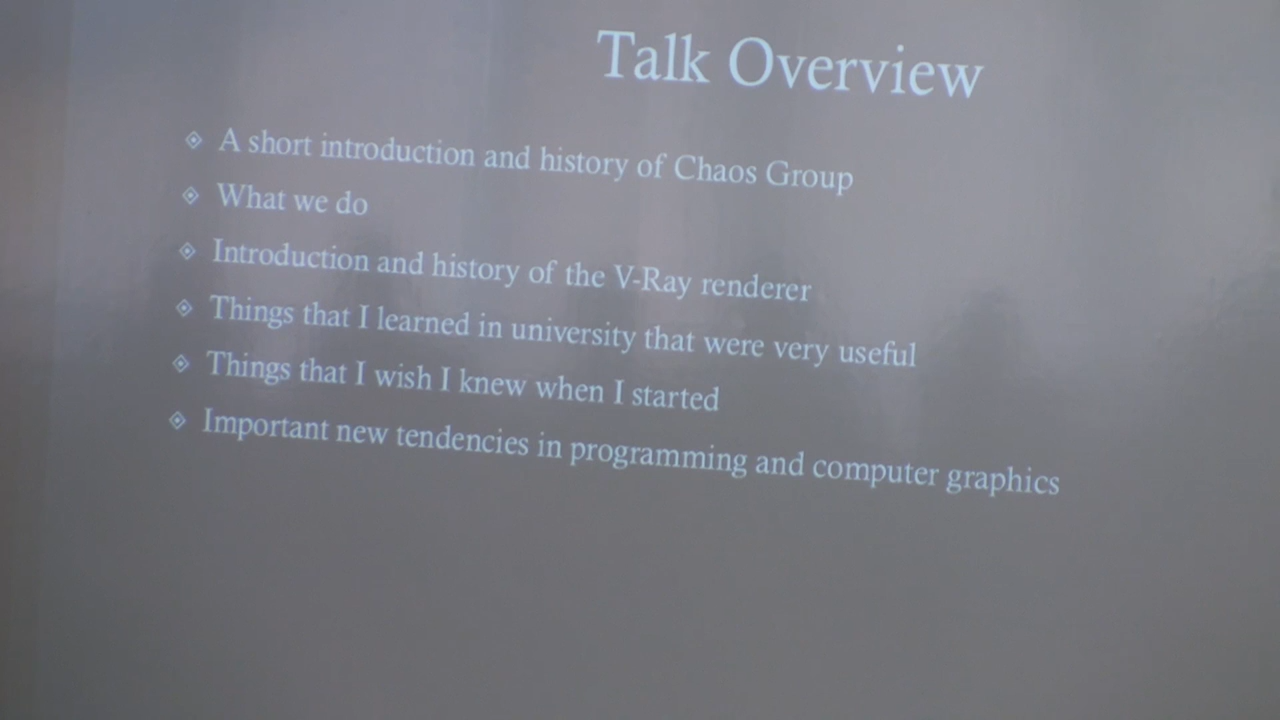 Talk Overview
A short introduction and history of Chaos Group
What we do
Introduction and history of the V-Ray renderer
Things that I learned in university that were very useful
Things that I wish I knew when I started
Important new tendencies in programming and computer graphics